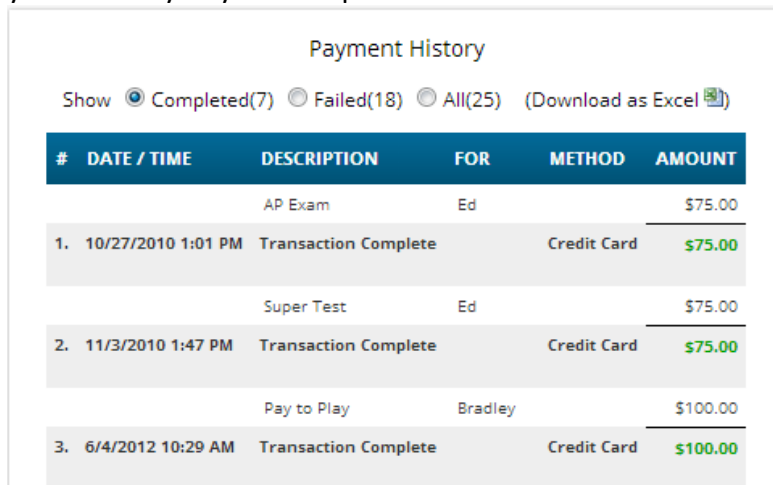 Payment History
Show Completed(7) Failed(18) All(25) (Download as Excel )
# DATE / TIME DESCRIPTION FOR METHOD AMOUNT
AP Exam Ed $75.00
1. 10/27/2010 1:01 PM Transaction Complete Credit Card $75.00
Super Test Ed $75.00
2. 11/3/2010 1:47 PM Transaction Complete Credit Card $75.00
Pay to Play Bradley $100.00
3. 6/4/2012 10:29 AM Transaction Complete Credit Card $100.00